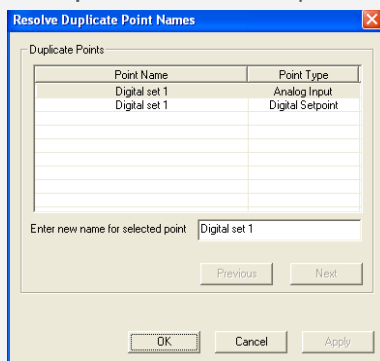 Resolve Duplicate Point Names
Duplicate Points
Point Name Point Type
Digital set 1 Analog Input
Digital set 1 Digital Setpoint
Enter new name for selected point Digital set 1
Previous Next
OK Cancel Apply